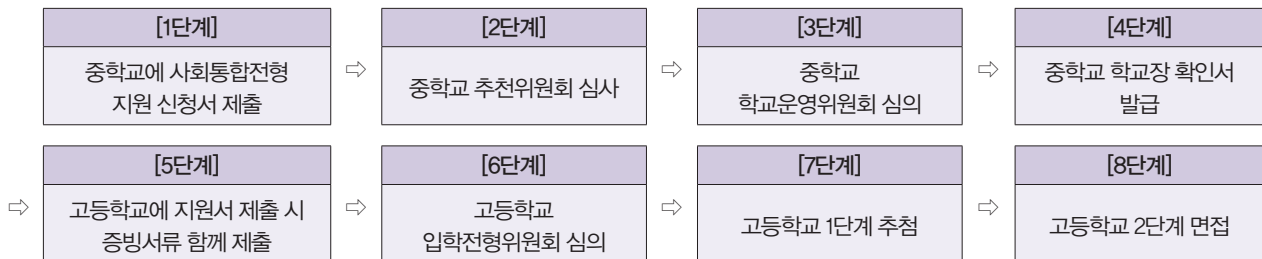 [1단계]
중학교에 사회통합전형
지원 신청서 제출
⇨
[2단계]
중학교 추천위원회 심사
⇨
[3단계]
중학교
학교운영위원회 심의
⇨
[4단계]
중학교 학교장 확인서
발급
⇨
[5단계]
고등학교에 지원서 제출 시
증빙서류 함께 제출
⇨
[6단계]
고등학교
입학전형위원회 심의
⇨
[7단계]
고등학교 1단계 추첨
⇨
[8단계]
고등학교 2단계 면접